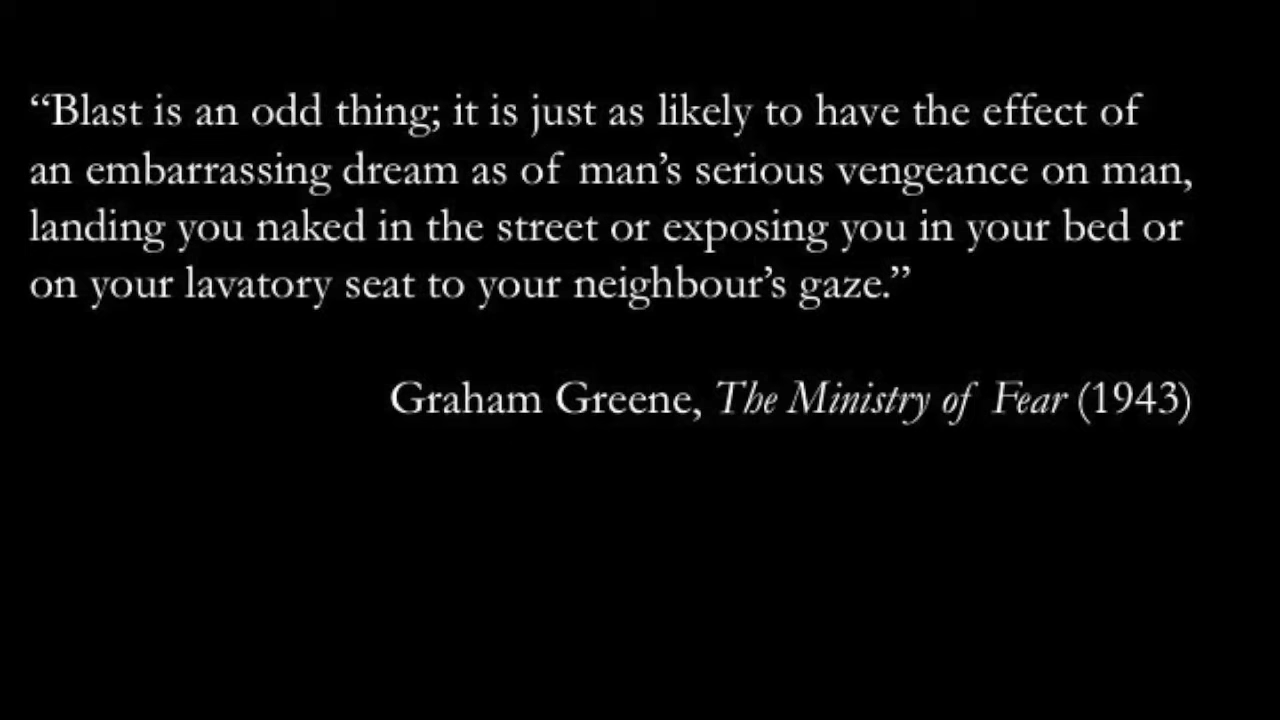 “Blast is an odd thing; it is just as likely to have the effect of
an embarrassing dream as of man’s serious vengeance on man,
landing you naked in the street or exposing you in your bed or
on your lavatory seat to your neighbour’s gaze.”
Graham Greene, The Ministry of Fear (1943)